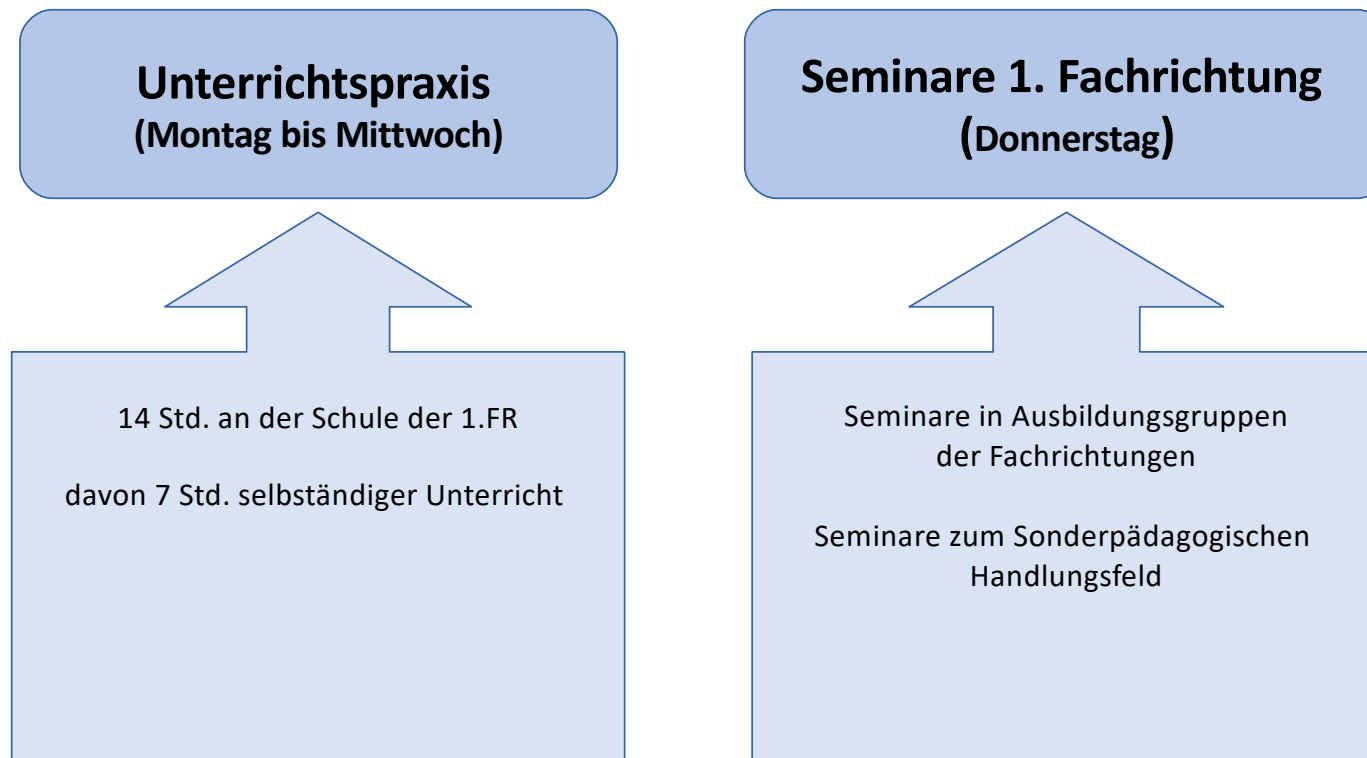 Unterrichtspraxis
(Montag bis Mittwoch)
14 Std. an der Schule der 1.FR
davon 7 Std. selbständiger Unterricht
Seminare 1. Fachrichtung
(Donnerstag)
Seminare in Ausbildungsgruppen
der Fachrichtungen
Seminare zum Sonderpädagogischen
Handlungsfeld